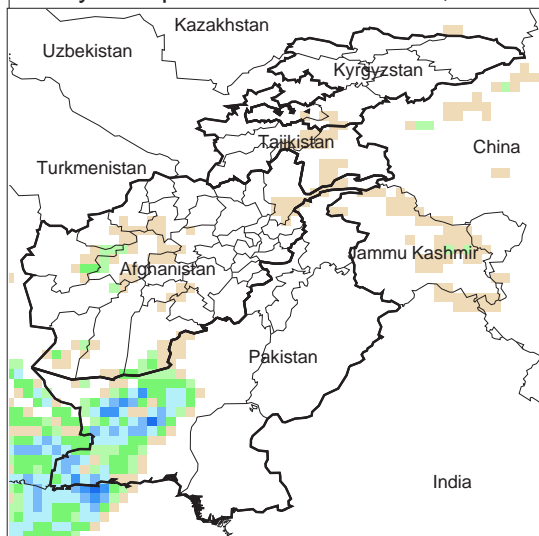 Kazakhstan
Uzbekistan
Kyrgyzstan
Tajikistan
China
Turkmenistan
Jammu Kashmir
Afghanistan
Pakistan
India